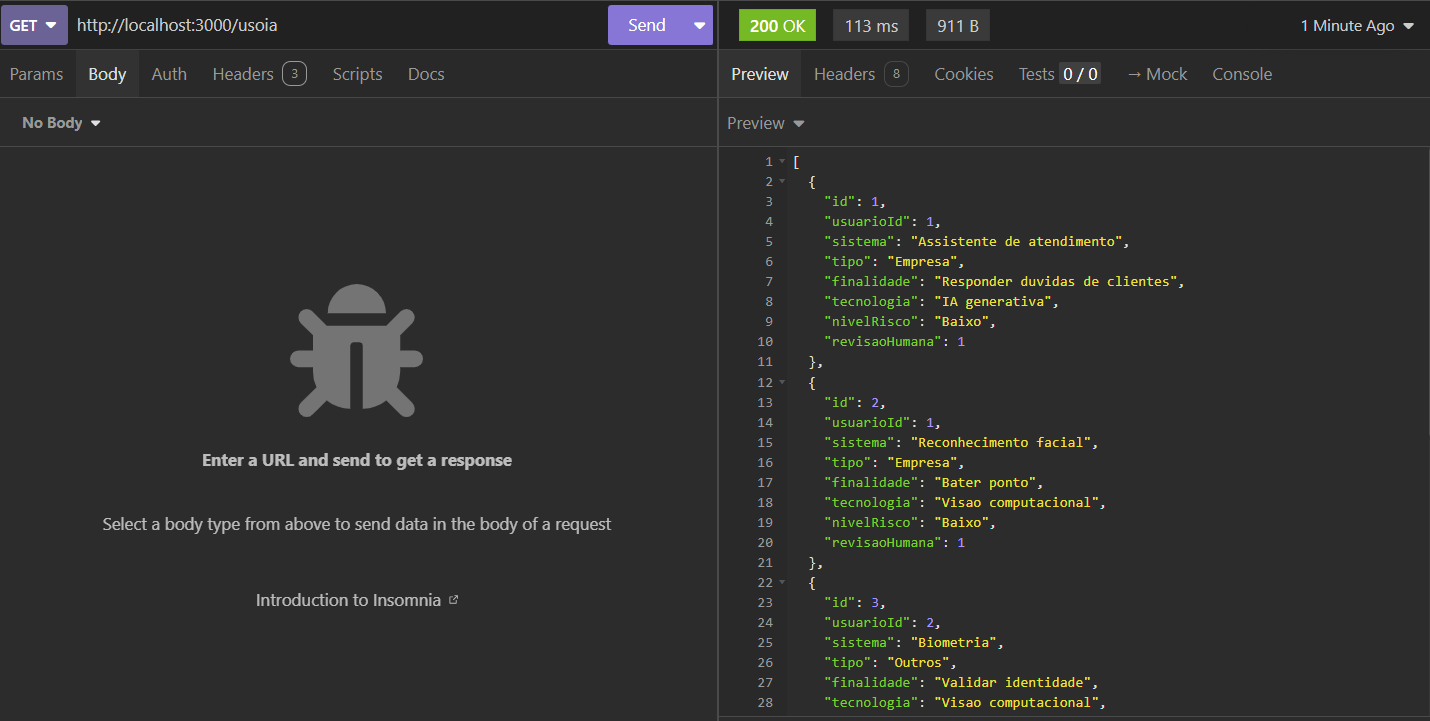 GET http://localhost:3000/usoia Send
200 OK 113 ms 911 B 1 Minute Ago
Params Body Auth Headers 3 Scripts Docs
Preview Headers 8 Cookies Tests 0 / 0 → Mock Console
No Body
Preview
Enter a URL and send to get a response
Select a body type from above to send data in the body of a request
Introduction to Insomnia
1 [
2 {
3 "id": 1,
4 "usuarioId": 1,
5 "sistema": "Assistente de atendimento",
6 "tipo": "Empresa",
7 "finalidade": "Responder duvidas de clientes",
8 "tecnologia": "IA generativa",
9 "nivelRisco": "Baixo",
10 "revisaoHumana": 1
11 },
12 {
13 "id": 2,
14 "usuarioId": 1,
15 "sistema": "Reconhecimento facial",
16 "tipo": "Empresa",
17 "finalidade": "Bater ponto",
18 "tecnologia": "Visao computacional",
19 "nivelRisco": "Baixo",
20 "revisaoHumana": 1
21 },
22 {
23 "id": 3,
24 "usuarioId": 2,
25 "sistema": "Biometria",
26 "tipo": "Outros",
27 "finalidade": "Validar identidade",
28 "tecnologia": "Visao computacional",